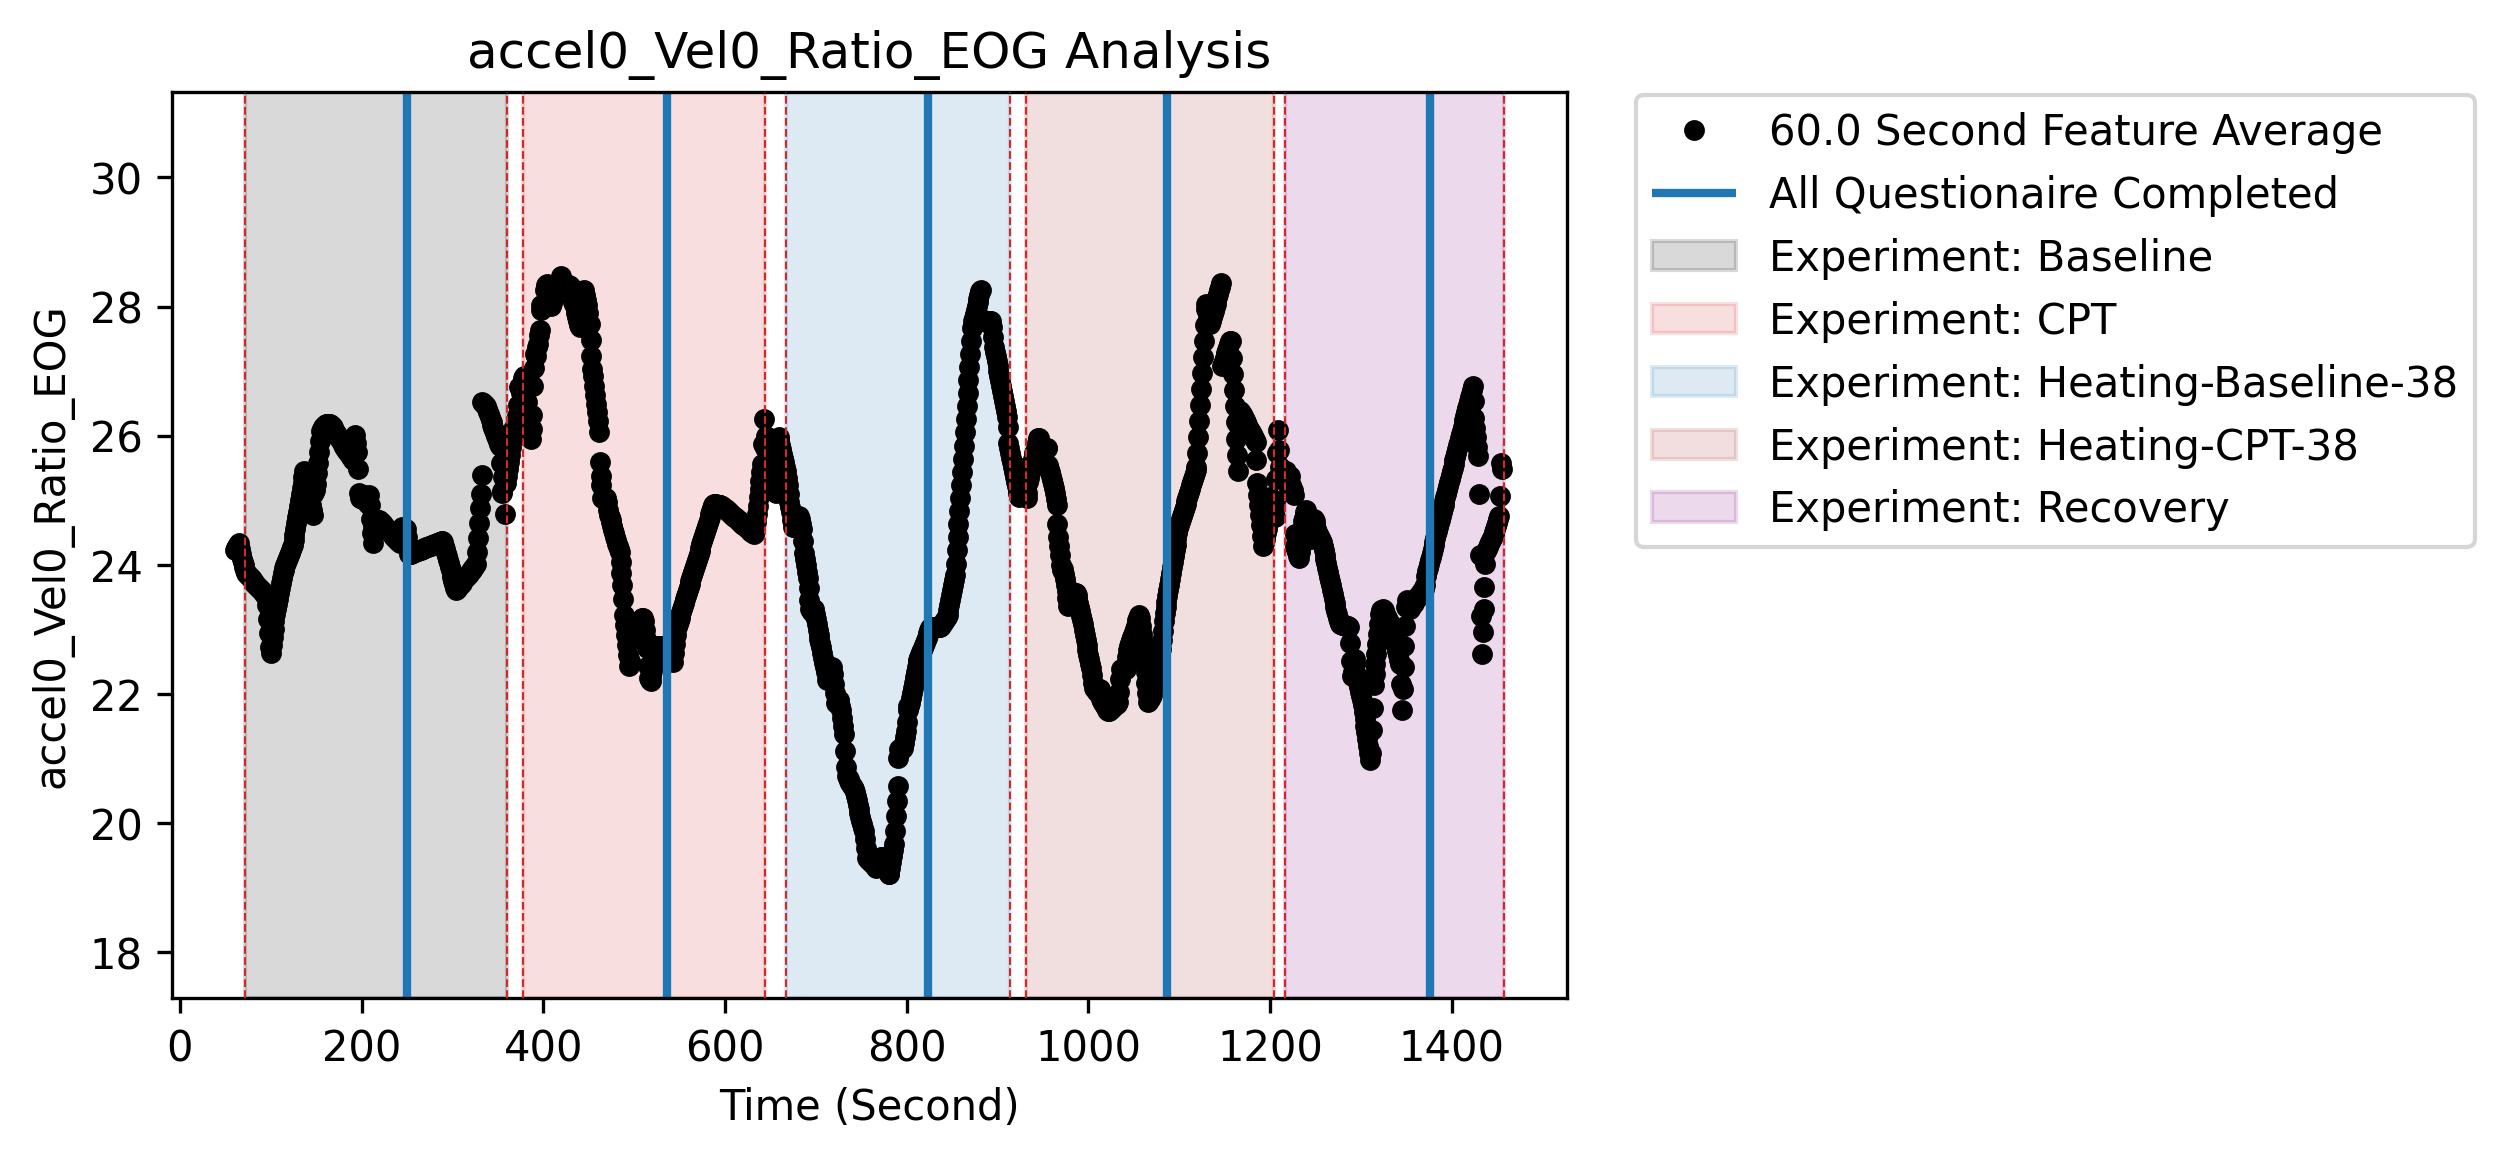 accel0_Vel0_Ratio_EOG Analysis
accel0_Vel0_Ratio_EOG
30
28
26
24
22
20
18
0 200 400 600 800 1000 1200 1400
Time (Second)
60.0 Second Feature Average
All Questionaire Completed
Experiment: Baseline
Experiment: CPT
Experiment: Heating-Baseline-38
Experiment: Heating-CPT-38
Experiment: Recovery